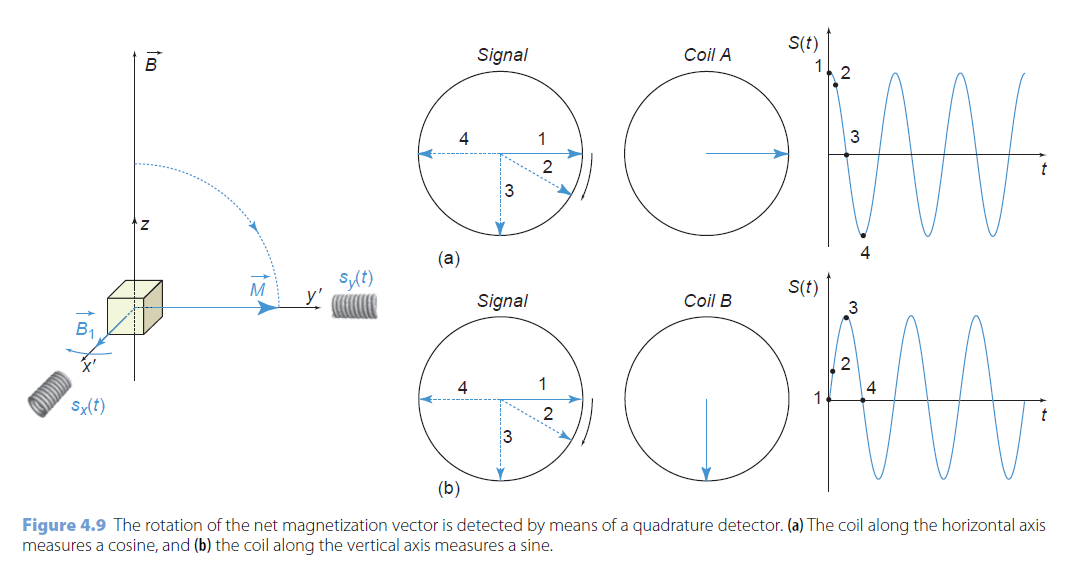 B
z
M
y'
sy(t)
B1
x'
sx(t)
Signal
Coil A
S(t)
1
2
3
4
t
4
1
2
3
(a)
Signal
Coil B
S(t)
1
2
3
4
t
4
1
2
3
(b)
Figure 4.9 The rotation of the net magnetization vector is detected by means of a quadrature detector. (a) The coil along the horizontal axis
measures a cosine, and (b) the coil along the vertical axis measures a sine.